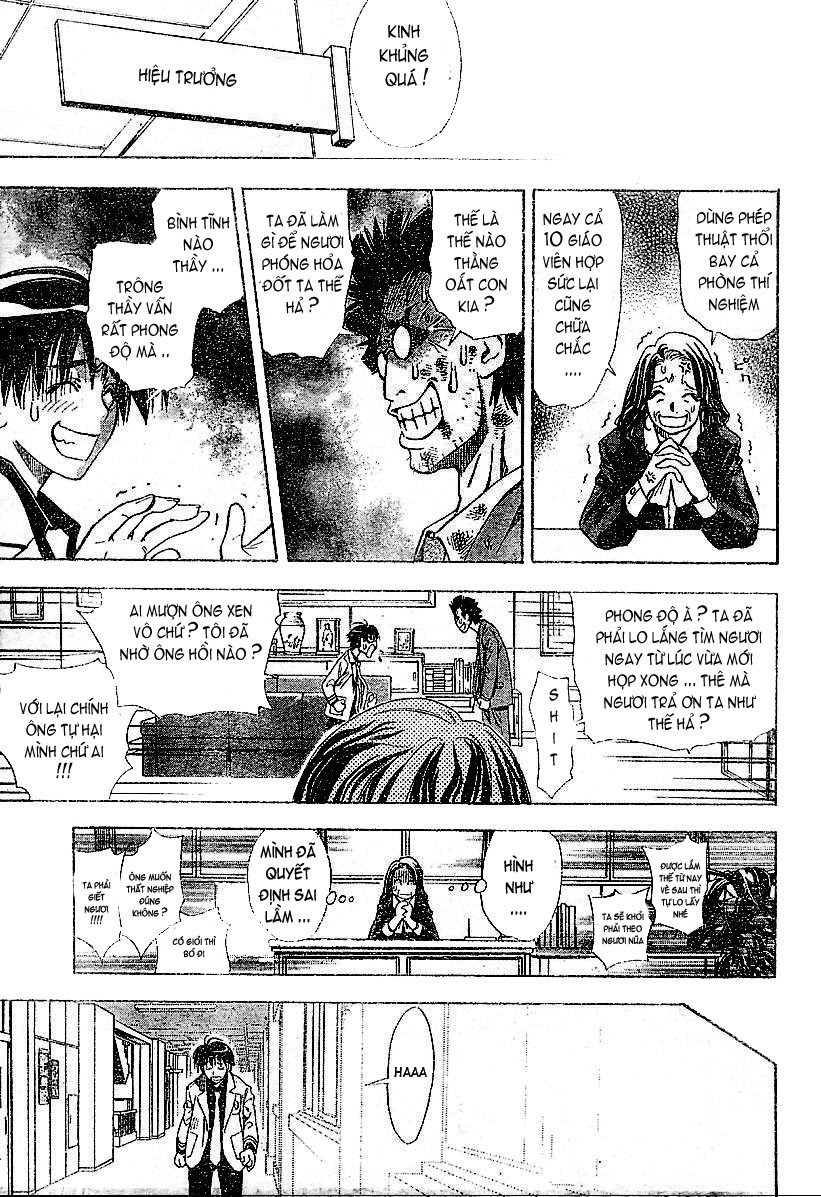 KINH
KHỦNG
QUÁ!
HIỆU TRƯỞNG
DÙNG PHÉP
THUẬT THỔI
BAY CẢ
PHÒNG THÍ
NGHIỆM
NGAY CẢ
10 GIÁO
VIÊN HỢP
SỨC LẠI
CŨNG
CHỮA
CHẮC
....
THẾ LÀ
THẾ NÀO
THẰNG
OẮT CON
KIA?
TA ĐÃ LÀM
GÌ ĐỂ NGƯƠI
PHÓNG HỎA
ĐỐT TA THẾ
HẢ?
BÌNH TĨNH
NÀO
THẦY ...
TRÔNG
THẦY VẪN
RẤT PHONG
ĐỘ MÀ ..
PHONG ĐỘ À? TA ĐÃ
PHẢI LO LẮNG TÌM NGƯƠI
NGAY TỪ LÚC VỪA MỚI
HỌP XONG ... THẾ MÀ
NGƯƠI TRẢ ƠN TA NHƯ
THẾ HẢ?
SHIT
AI MƯỢN ÔNG XEN
VÔ CHỨ? TÔI ĐÃ
NHỜ ÔNG HỒI NÀO?
VỚI LẠI CHÍNH
ÔNG TỰ HẠI
MÌNH CHỨ AI
!!!
ĐƯỢC LẮM
THẾ TỪ NAY
VỀ SAU THÌ
TỰ LO LẤY
NHÉ
TA SẼ KHỎI
PHẢI THEO
NGƯƠI NỮA
HÌNH
NHƯ
....
MÌNH ĐÃ
QUYẾT
ĐỊNH SAI
LẦM ...
ÔNG MUỐN
THẤT NGHIỆP
ĐÚNG
KHÔNG?
CÓ GIỎI THÌ
BỔ ĐI
TA PHẢI
GIẾT
NGƯƠI
!!!!
HAAA